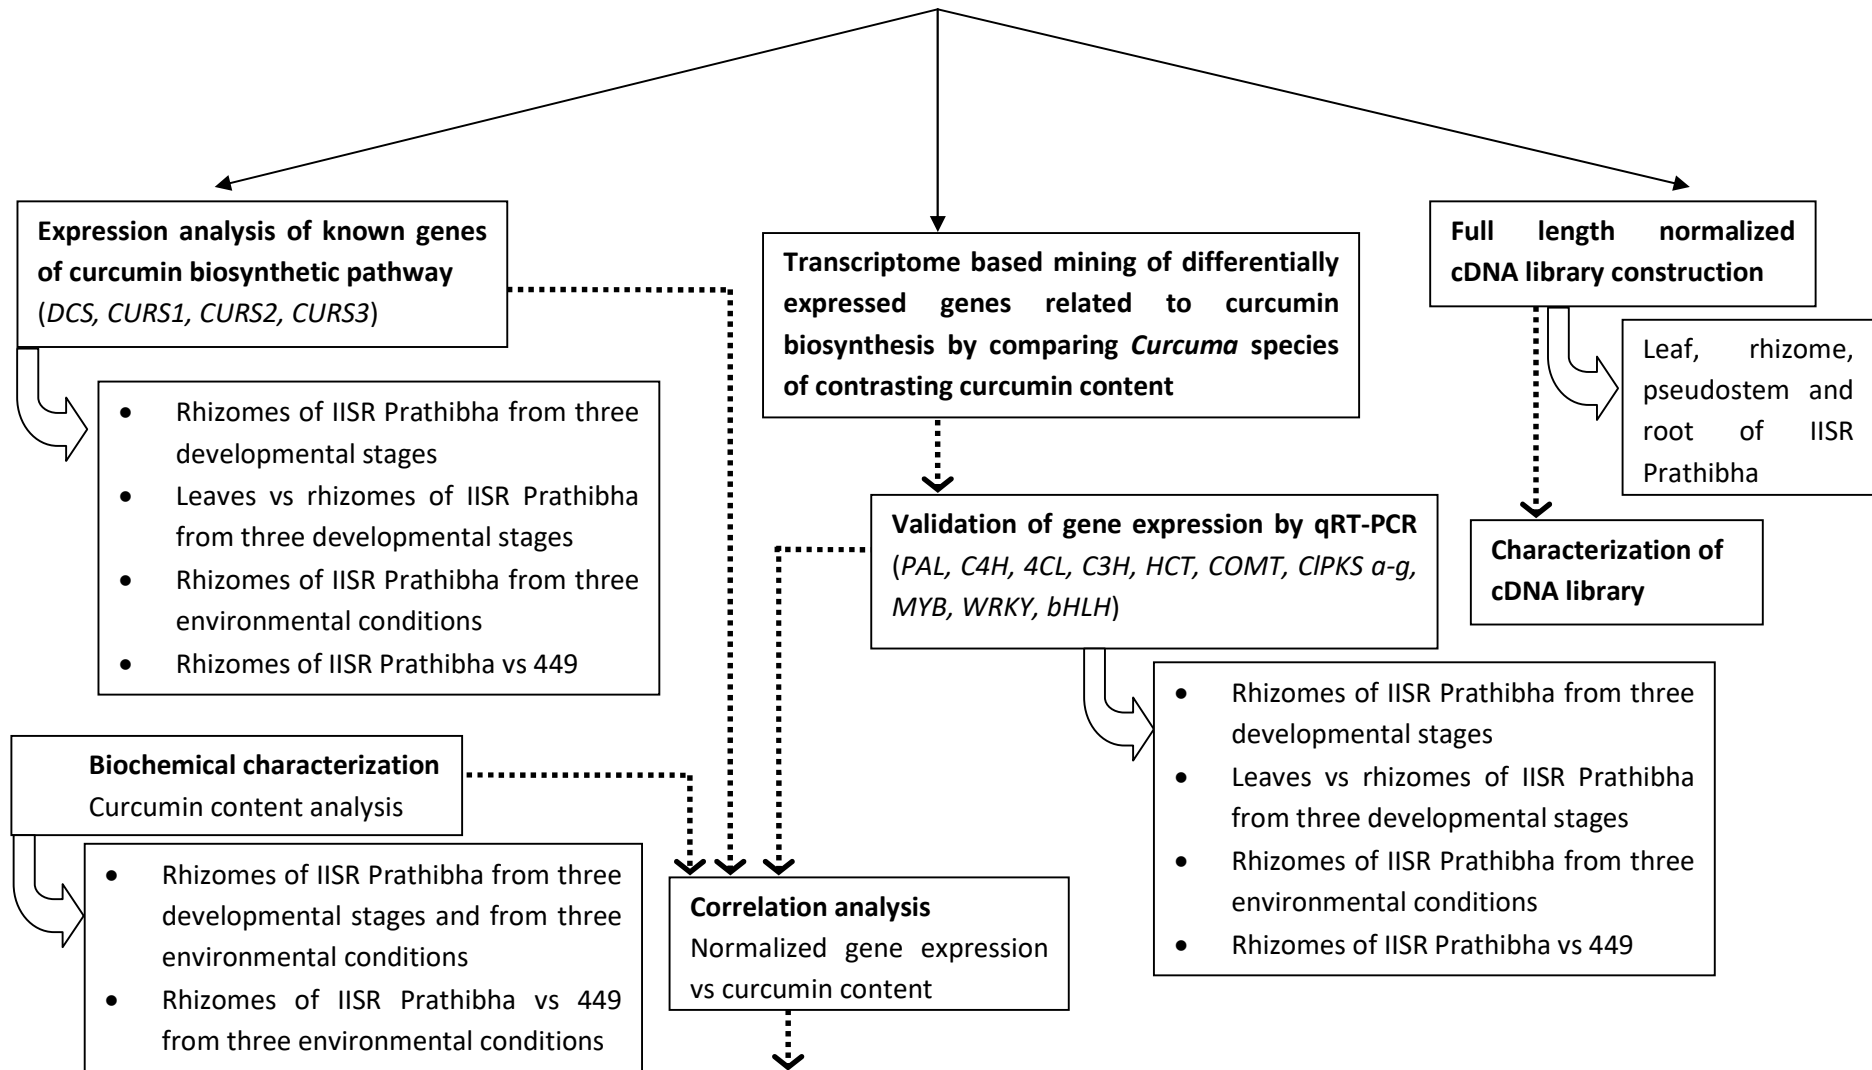 Expression analysis of known genes
of curcumin biosynthetic pathway
(DCS, CURS1, CURS2, CURS3)
• Rhizomes of IISR Prathibha from three
developmental stages
• Leaves vs rhizomes of IISR Prathibha
from three developmental stages
• Rhizomes of IISR Prathibha from three
environmental conditions
• Rhizomes of IISR Prathibha vs 449
Biochemical characterization
Curcumin content analysis
• Rhizomes of IISR Prathibha from three
developmental stages and from three
environmental conditions
• Rhizomes of IISR Prathibha vs 449
from three environmental conditions
Transcriptome based mining of differentially
expressed genes related to curcumin
biosynthesis by comparing Curcuma species
of contrasting curcumin content
Validation of gene expression by qRT-PCR
(PAL, C4H, 4CL, C3H, HCT, COMT, ClPKS a-g,
MYB, WRKY, bHLH)
• Rhizomes of IISR Prathibha from three
developmental stages
• Leaves vs rhizomes of IISR Prathibha
from three developmental stages
• Rhizomes of IISR Prathibha from three
environmental conditions
• Rhizomes of IISR Prathibha vs 449
Correlation analysis
Normalized gene expression
vs curcumin content
Full length normalized
cDNA library construction
Leaf, rhizome,
pseudostem and
root of IISR
Prathibha
Characterization of
cDNA library